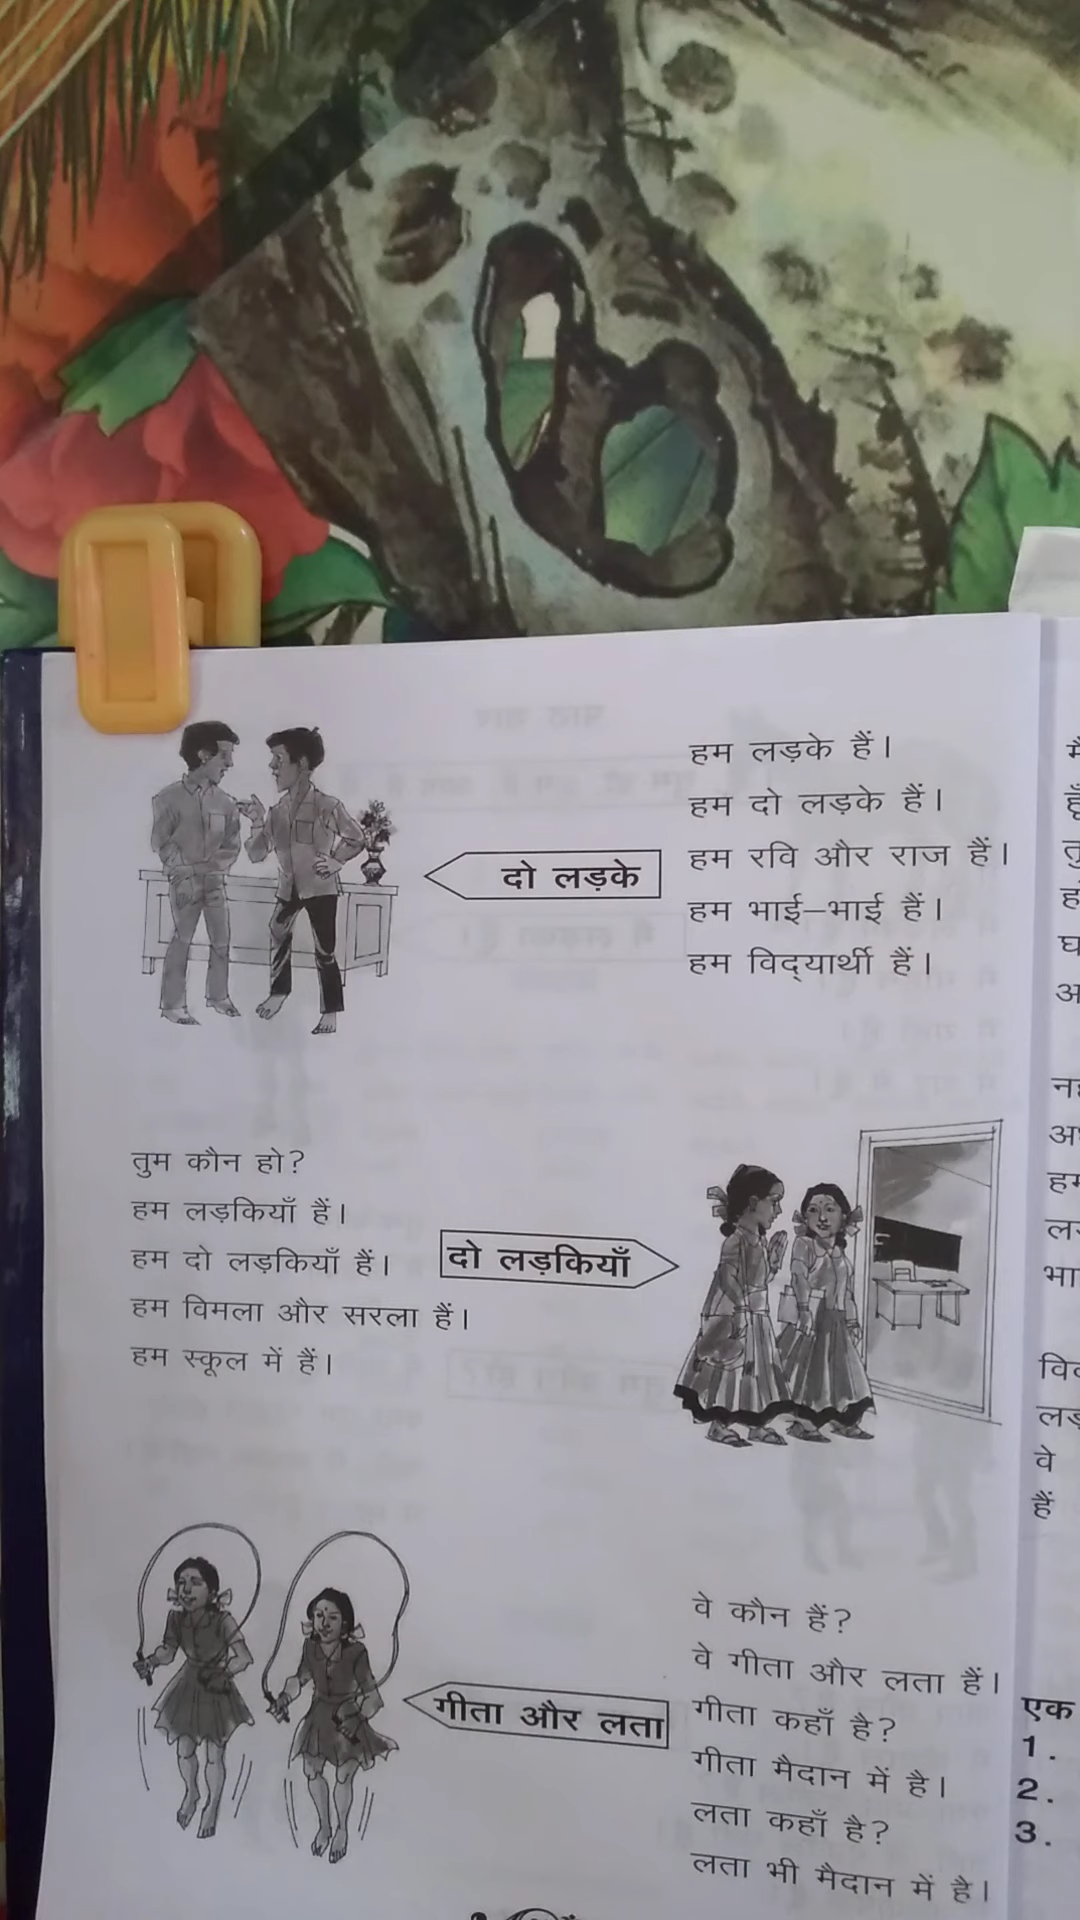 दो लड़के
हम लड़के हैं।
हम दो लड़के हैं।
हम रवि और राज हैं।
हम भाई–भाई हैं।
हम विद्‌यार्थी हैं।
तुम कौन हो?
हम लड़कियाँ हैं।
हम दो लड़कियाँ हैं।
हम विमला और सरला हैं।
हम स्कूल में हैं।
दो लड़कियाँ
गीता और लता
वे कौन हैं?
वे गीता और लता हैं।
गीता कहाँ है?
गीता मैदान में है।
लता कहाँ है?
लता भी मैदान में है।
वे
हैं
एक
1.
2.
3.